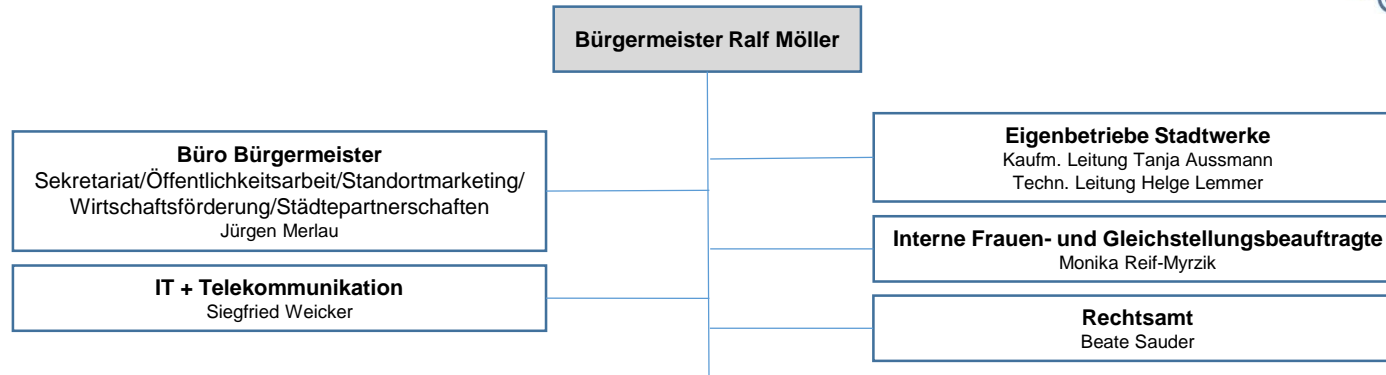 Bürgermeister Ralf Möller
Büro Bürgermeister
Sekretariat/Öffentlichkeitsarbeit/Standortmarketing/
Wirtschaftsförderung/Städtepartnerschaften
Jürgen Merlau
IT + Telekommunikation
Siegfried Weicker
Eigenbetriebe Stadtwerke
Kaufm. Leitung Tanja Aussmann
Techn. Leitung Helge Lemmer
Interne Frauen- und Gleichstellungsbeauftragte
Monika Reif-Myrzik
Rechtsamt
Beate Sauder